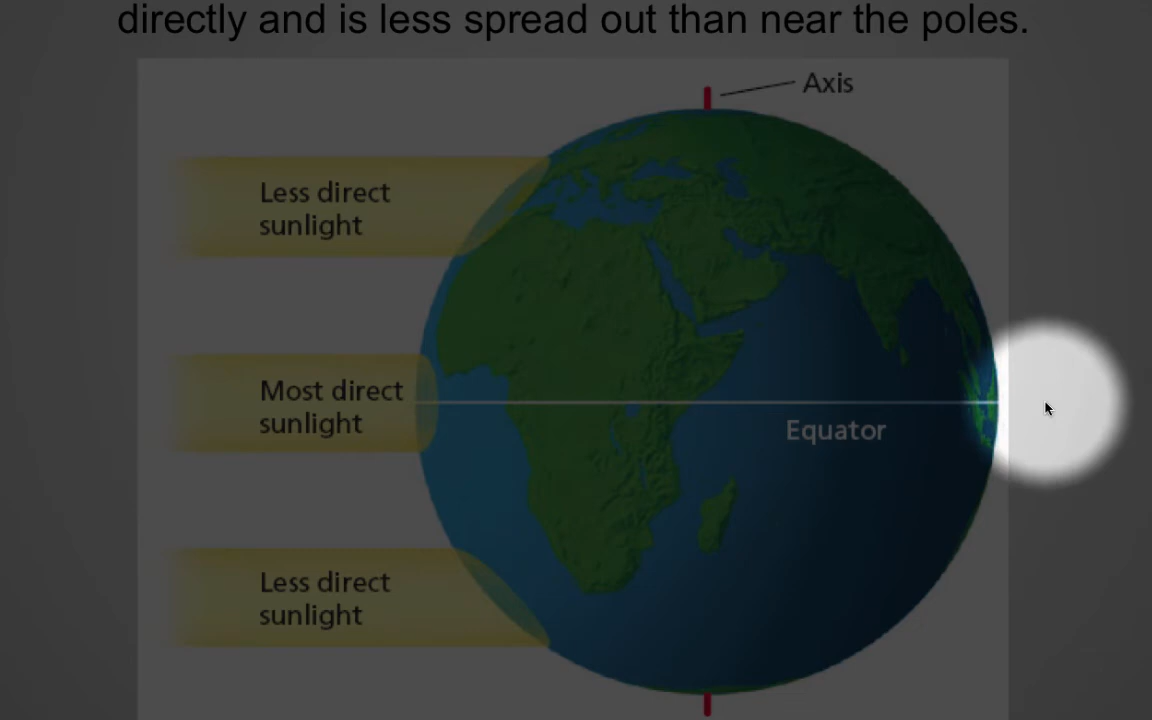 directly and is less spread out than near the poles.
Axis
Less direct
sunlight
Most direct
sunlight
Equator
Less direct
sunlight